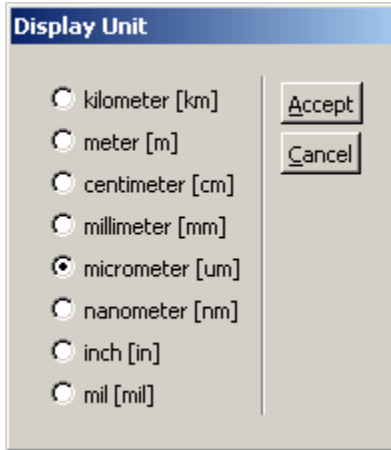 Display Unit
kilometer [km]
meter [m]
centimeter [cm]
millimeter [mm]
micrometer [um]
nanometer [nm]
inch [in]
mil [mil]
Accept
Cancel